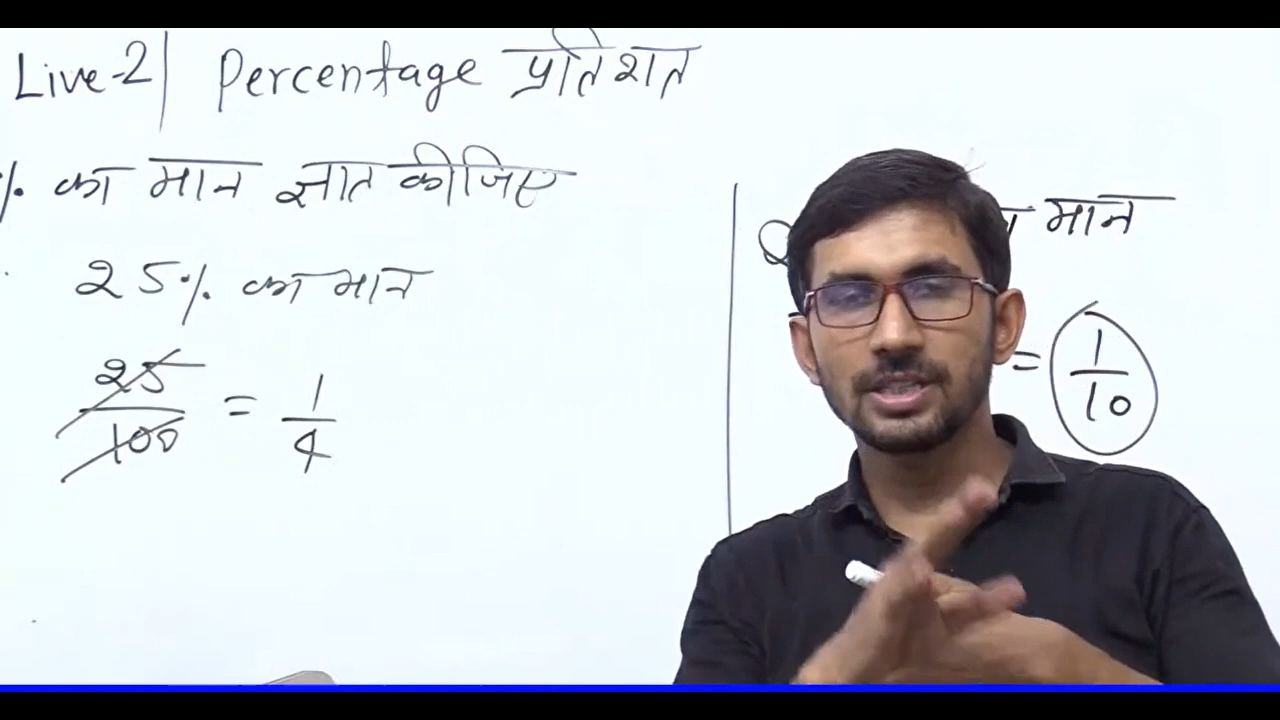 Live-2| Percentage प्रतिशत
% का मान ज्ञात कीजिए
25% का मान
25/100 = 1/4
मान
= 1/10